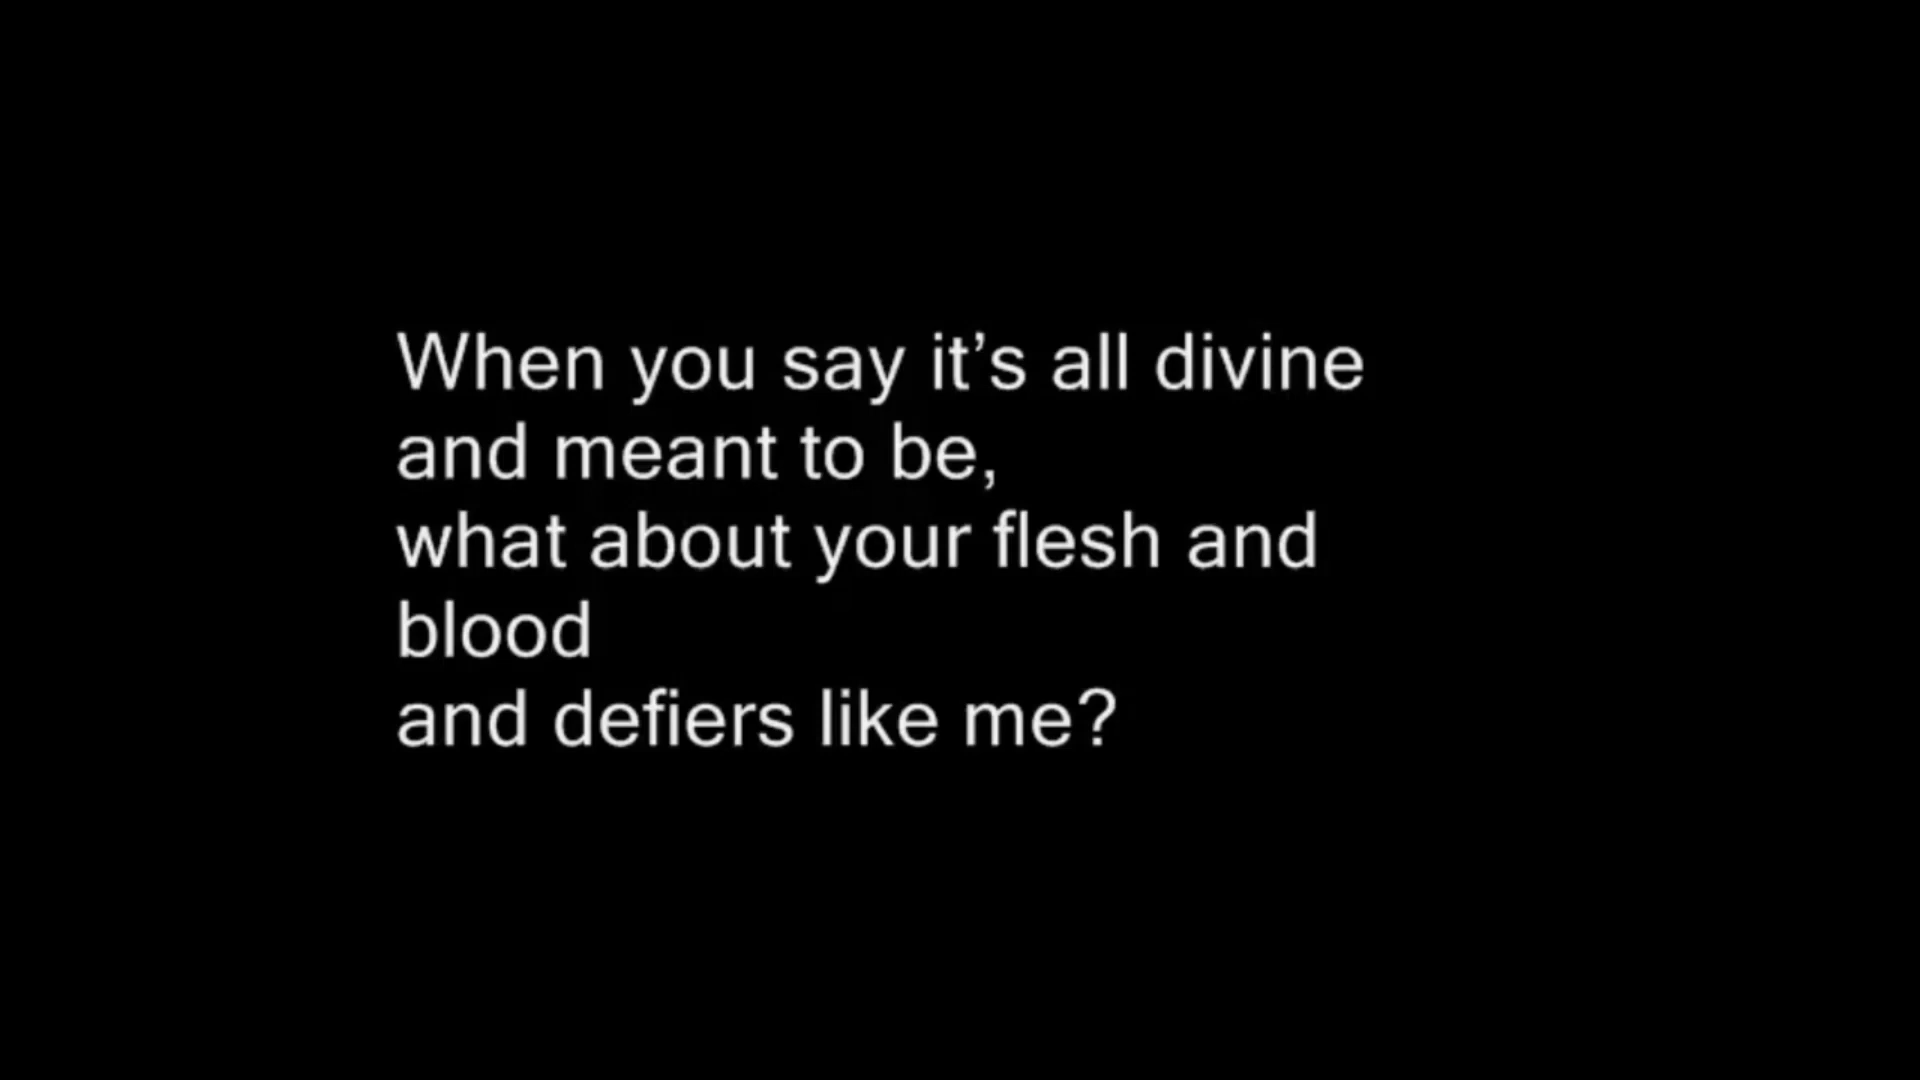 When you say it’s all divine
and meant to be,
what about your flesh and
blood
and defiers like me?